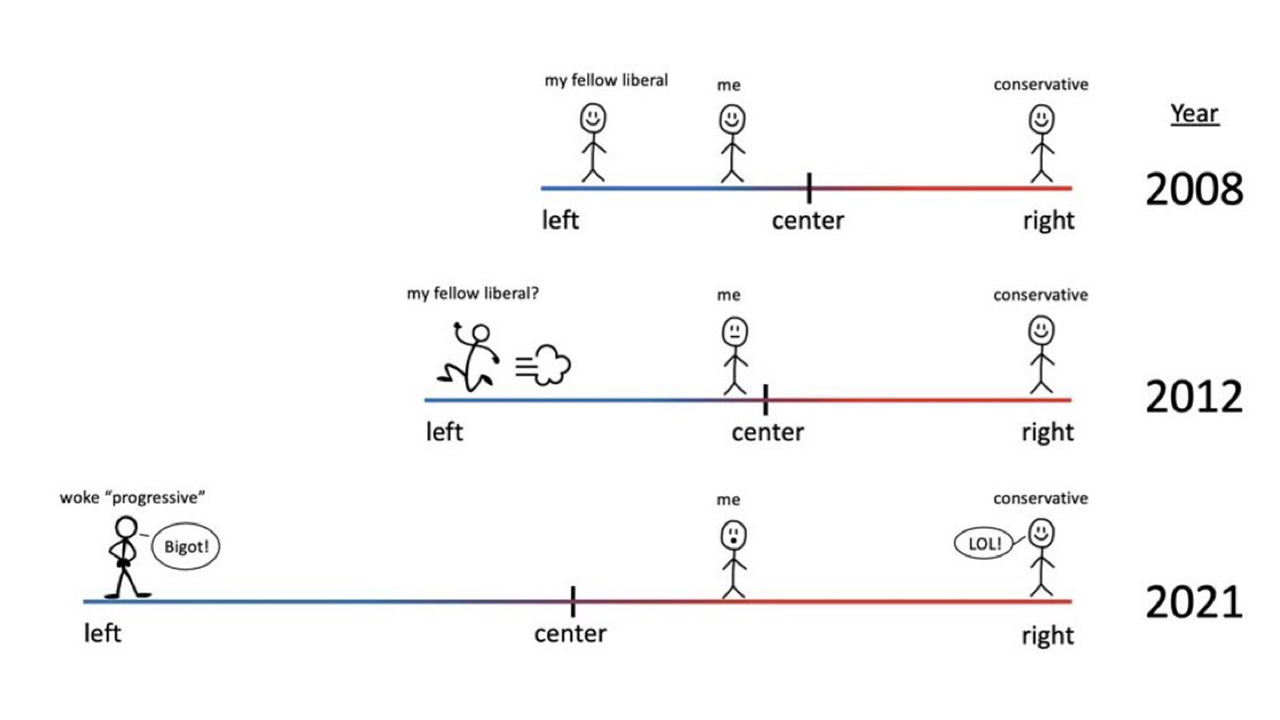 my fellow liberal
me
conservative
Year
2008
left
center
right
my fellow liberal?
me
conservative
2012
left
center
right
woke “progressive”
me
conservative
Bigot!
LOL!
2021
left
center
right